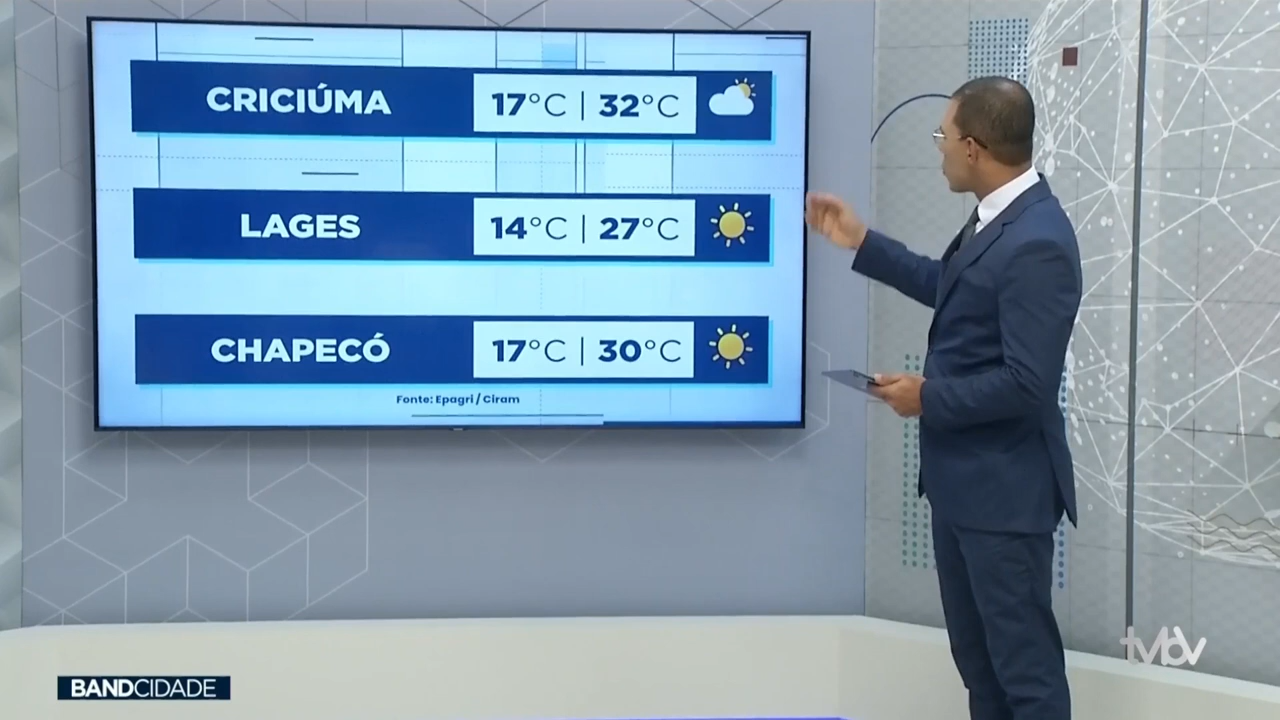 CRICIÚMA 17°C | 32°C
LAGES 14°C | 27°C
CHAPECÓ 17°C | 30°C
Fonte: Epagri / Ciram
BANDCIDADE
tvbv